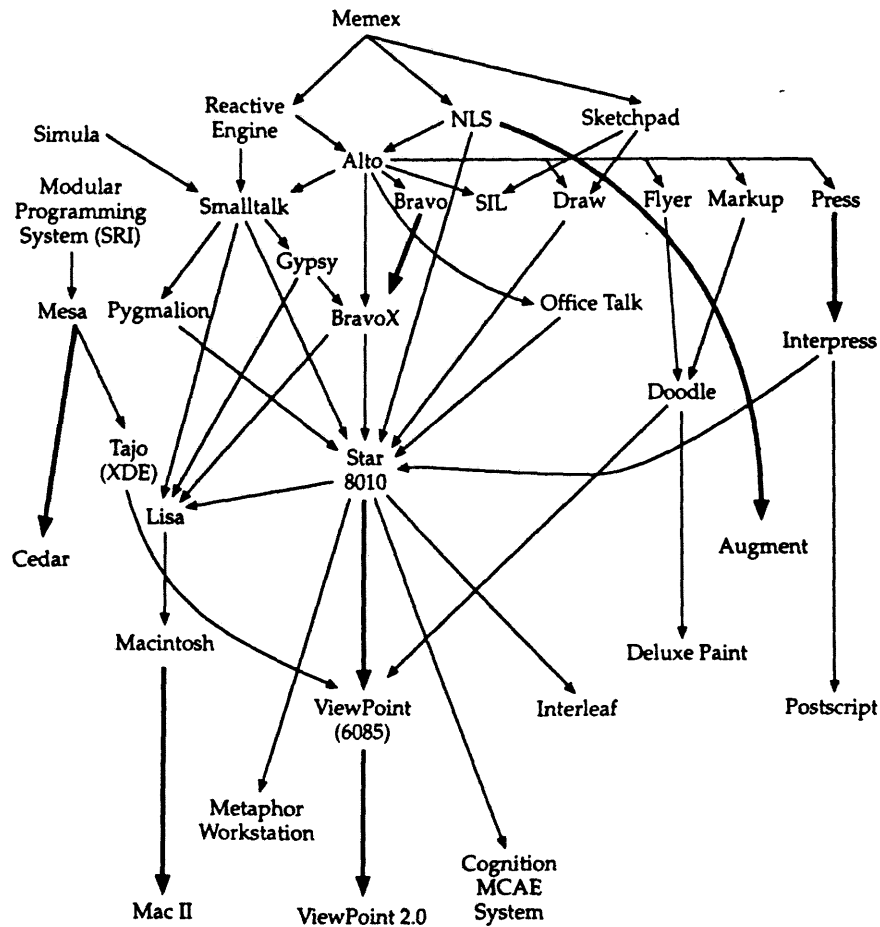 Memex
Reactive
Engine
NLS
Sketchpad
Simula
Alto
Modular
Programming
System (SRI)
Smalltalk
Bravo
SIL
Draw
Flyer
Markup
Press
Gypsy
Mesa
Pygmalion
BravoX
Office Talk
Interpress
Doodle
Tajo
(XDE)
Star
8010
Lisa
Cedar
Augment
Macintosh
Deluxe Paint
ViewPoint
(6085)
Interleaf
Postscript
Metaphor
Workstation
Cognition
MCAE
System
Mac II
ViewPoint 2.0